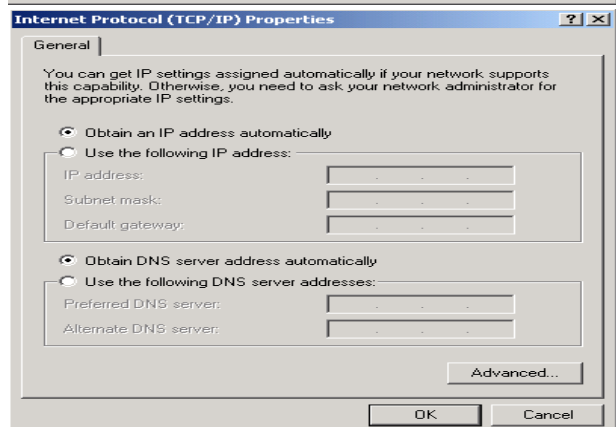 Internet Protocol (TCP/IP) Properties
General
You can get IP settings assigned automatically if your network supports
this capability. Otherwise, you need to ask your network administrator for
the appropriate IP settings.
Obtain an IP address automatically
Use the following IP address:
IP address:
Subnet mask:
Default gateway:
Obtain DNS server address automatically
Use the following DNS server addresses:
Preferred DNS server:
Alternate DNS server:
Advanced...
OK Cancel